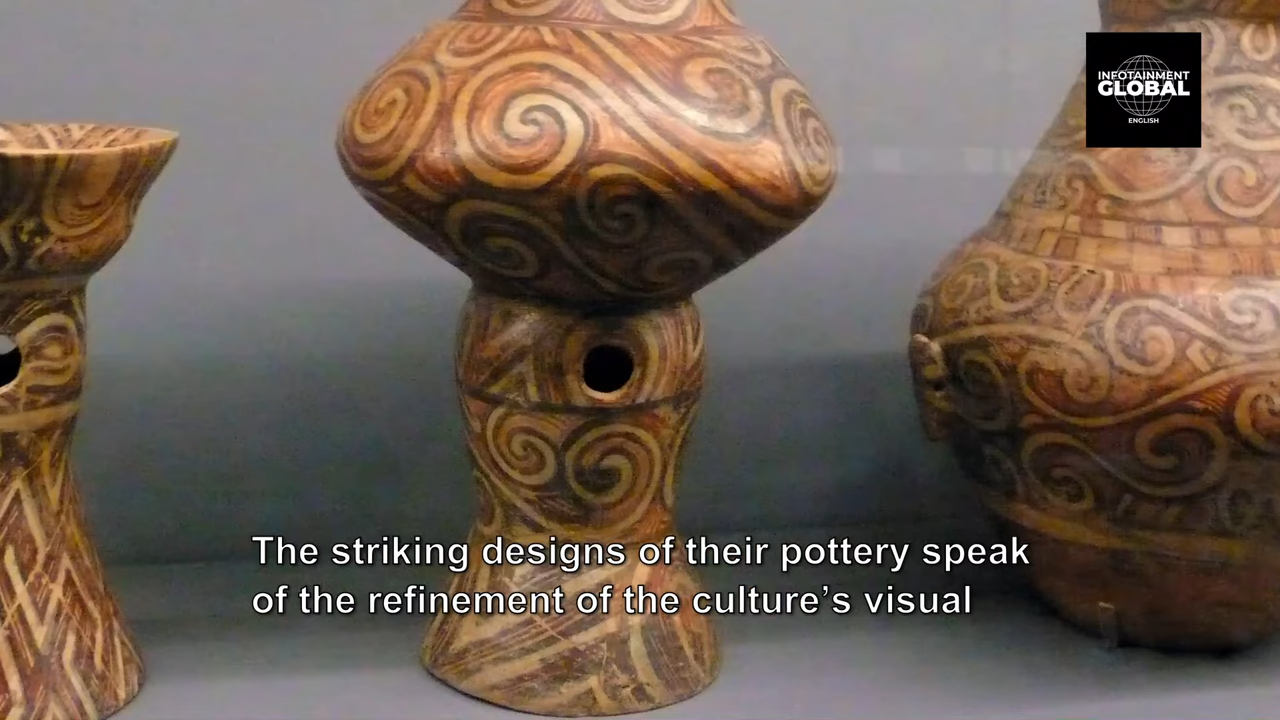 INFOTAINMENT
GLOBAL
ENGLISH
The striking designs of their pottery speak
of the refinement of the culture’s visual